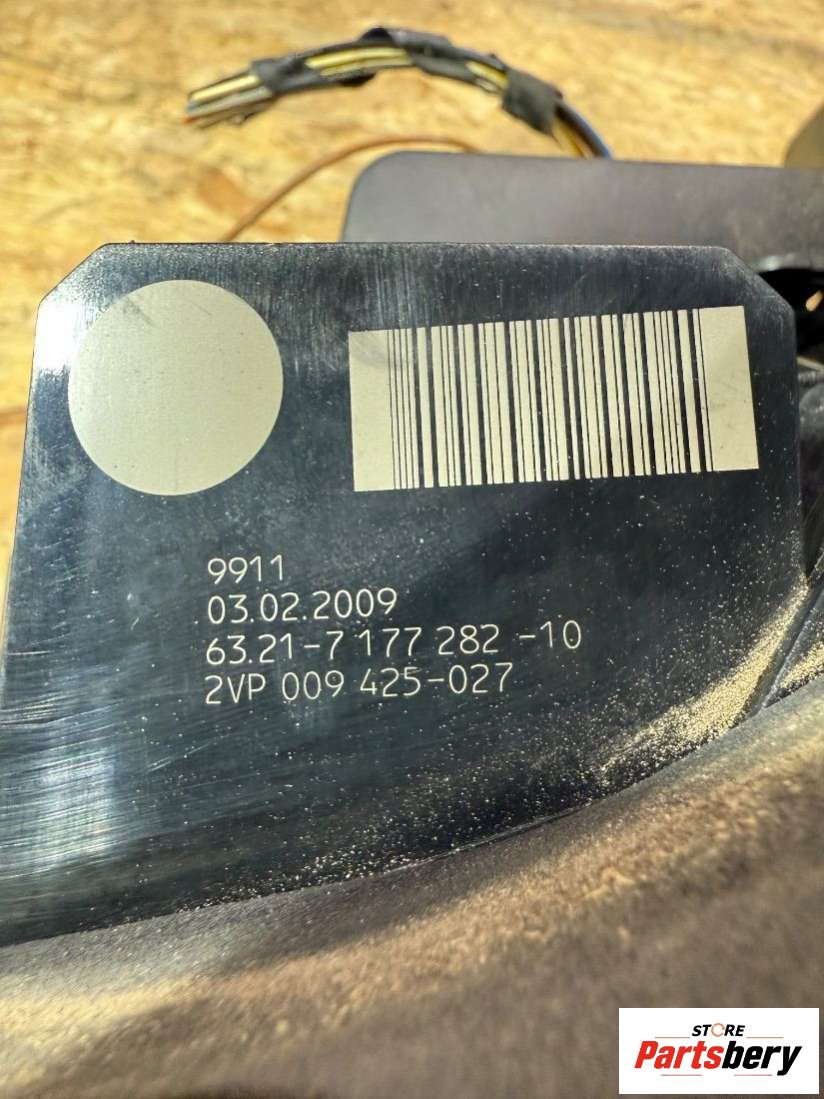 9911
03.02.2009
63.21-7 177 282 -10
2VP 009 425-027
STORE
Partsbery